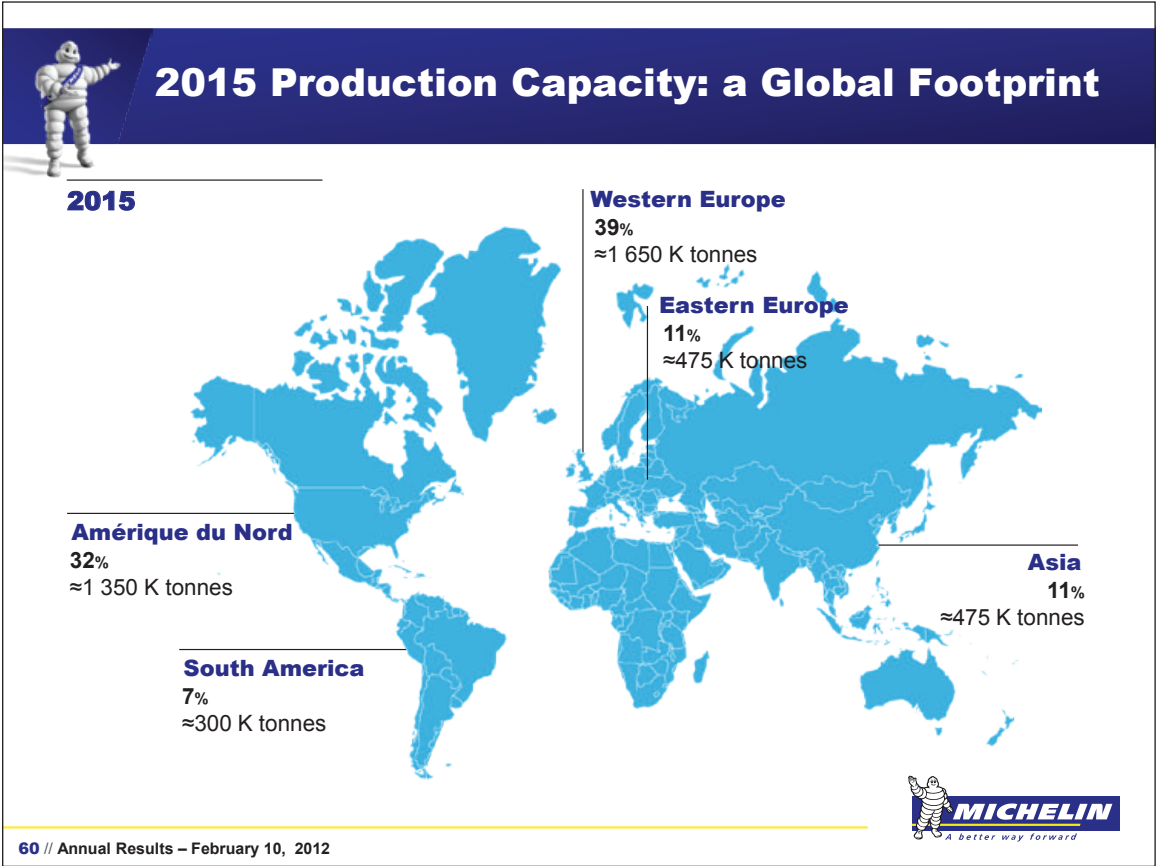 2015 Production Capacity: a Global Footprint
2015
Western Europe
39%
≈1 650 K tonnes
Eastern Europe
11%
≈475 K tonnes
Amérique du Nord
32%
≈1 350 K tonnes
Asia
11%
≈475 K tonnes
South America
7%
≈300 K tonnes
MICHELIN
A better way forward
60 // Annual Results – February 10, 2012